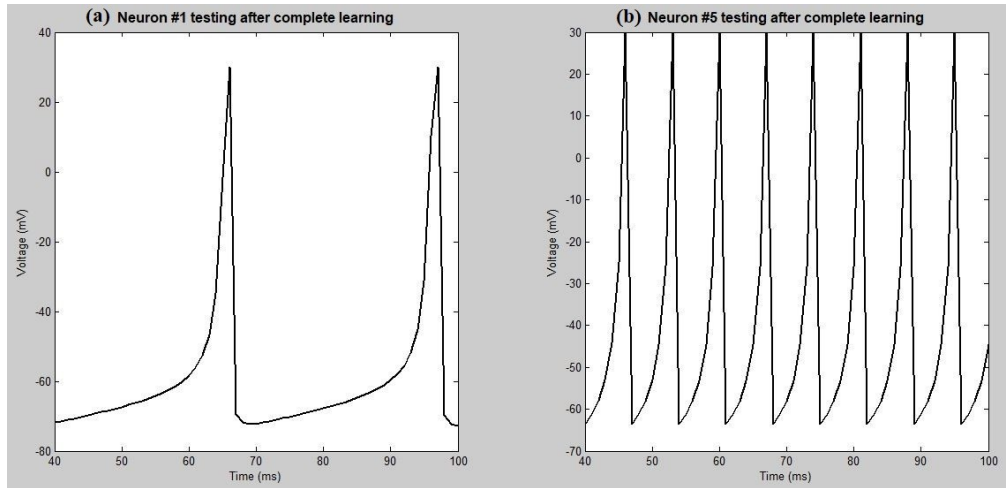 (a) Neuron #1 testing after complete learning
40
20
0
-20
-40
-60
-80
Voltage (mV)
40 50 60 70 80 90 100
Time (ms)
(b) Neuron #5 testing after complete learning
30
20
10
0
-10
-20
-30
-40
-50
-60
-70
Voltage (mV)
40 50 60 70 80 90 100
Time (ms)